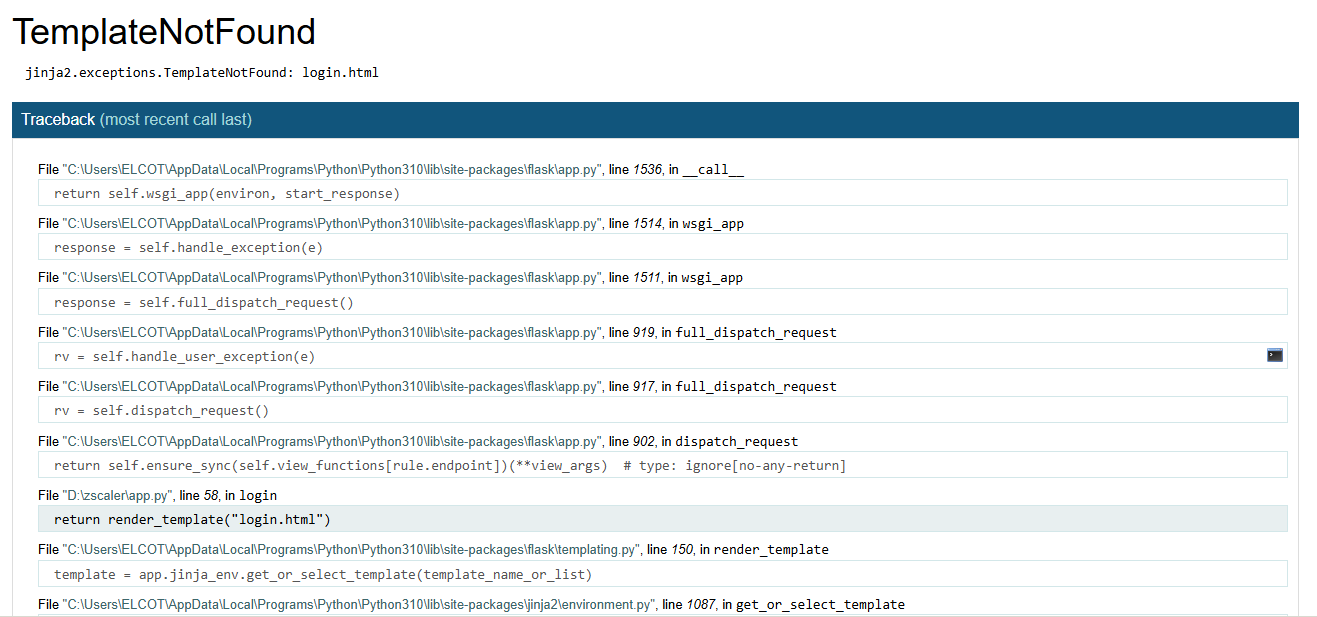 TemplateNotFound
jinja2.exceptions.TemplateNotFound: login.html
Traceback (most recent call last)
File "C:\Users\ELCOT\AppData\Local\Programs\Python\Python310\lib\site-packages\flask\app.py", line 1536, in __call__
return self.wsgi_app(environ, start_response)
File "C:\Users\ELCOT\AppData\Local\Programs\Python\Python310\lib\site-packages\flask\app.py", line 1514, in wsgi_app
response = self.handle_exception(e)
File "C:\Users\ELCOT\AppData\Local\Programs\Python\Python310\lib\site-packages\flask\app.py", line 1511, in wsgi_app
response = self.full_dispatch_request()
File "C:\Users\ELCOT\AppData\Local\Programs\Python\Python310\lib\site-packages\flask\app.py", line 919, in full_dispatch_request
rv = self.handle_user_exception(e)
File "C:\Users\ELCOT\AppData\Local\Programs\Python\Python310\lib\site-packages\flask\app.py", line 917, in full_dispatch_request
rv = self.dispatch_request()
File "C:\Users\ELCOT\AppData\Local\Programs\Python\Python310\lib\site-packages\flask\app.py", line 902, in dispatch_request
return self.ensure_sync(self.view_functions[rule.endpoint])(**view_args)  # type: ignore[no-any-return]
File "D:\zscaler\app.py", line 58, in login
return render_template("login.html")
File "C:\Users\ELCOT\AppData\Local\Programs\Python\Python310\lib\site-packages\flask\templating.py", line 150, in render_template
template = app.jinja_env.get_or_select_template(template_name_or_list)
File "C:\Users\ELCOT\AppData\Local\Programs\Python\Python310\lib\site-packages\jinja2\environment.py", line 1087, in get_or_select_template